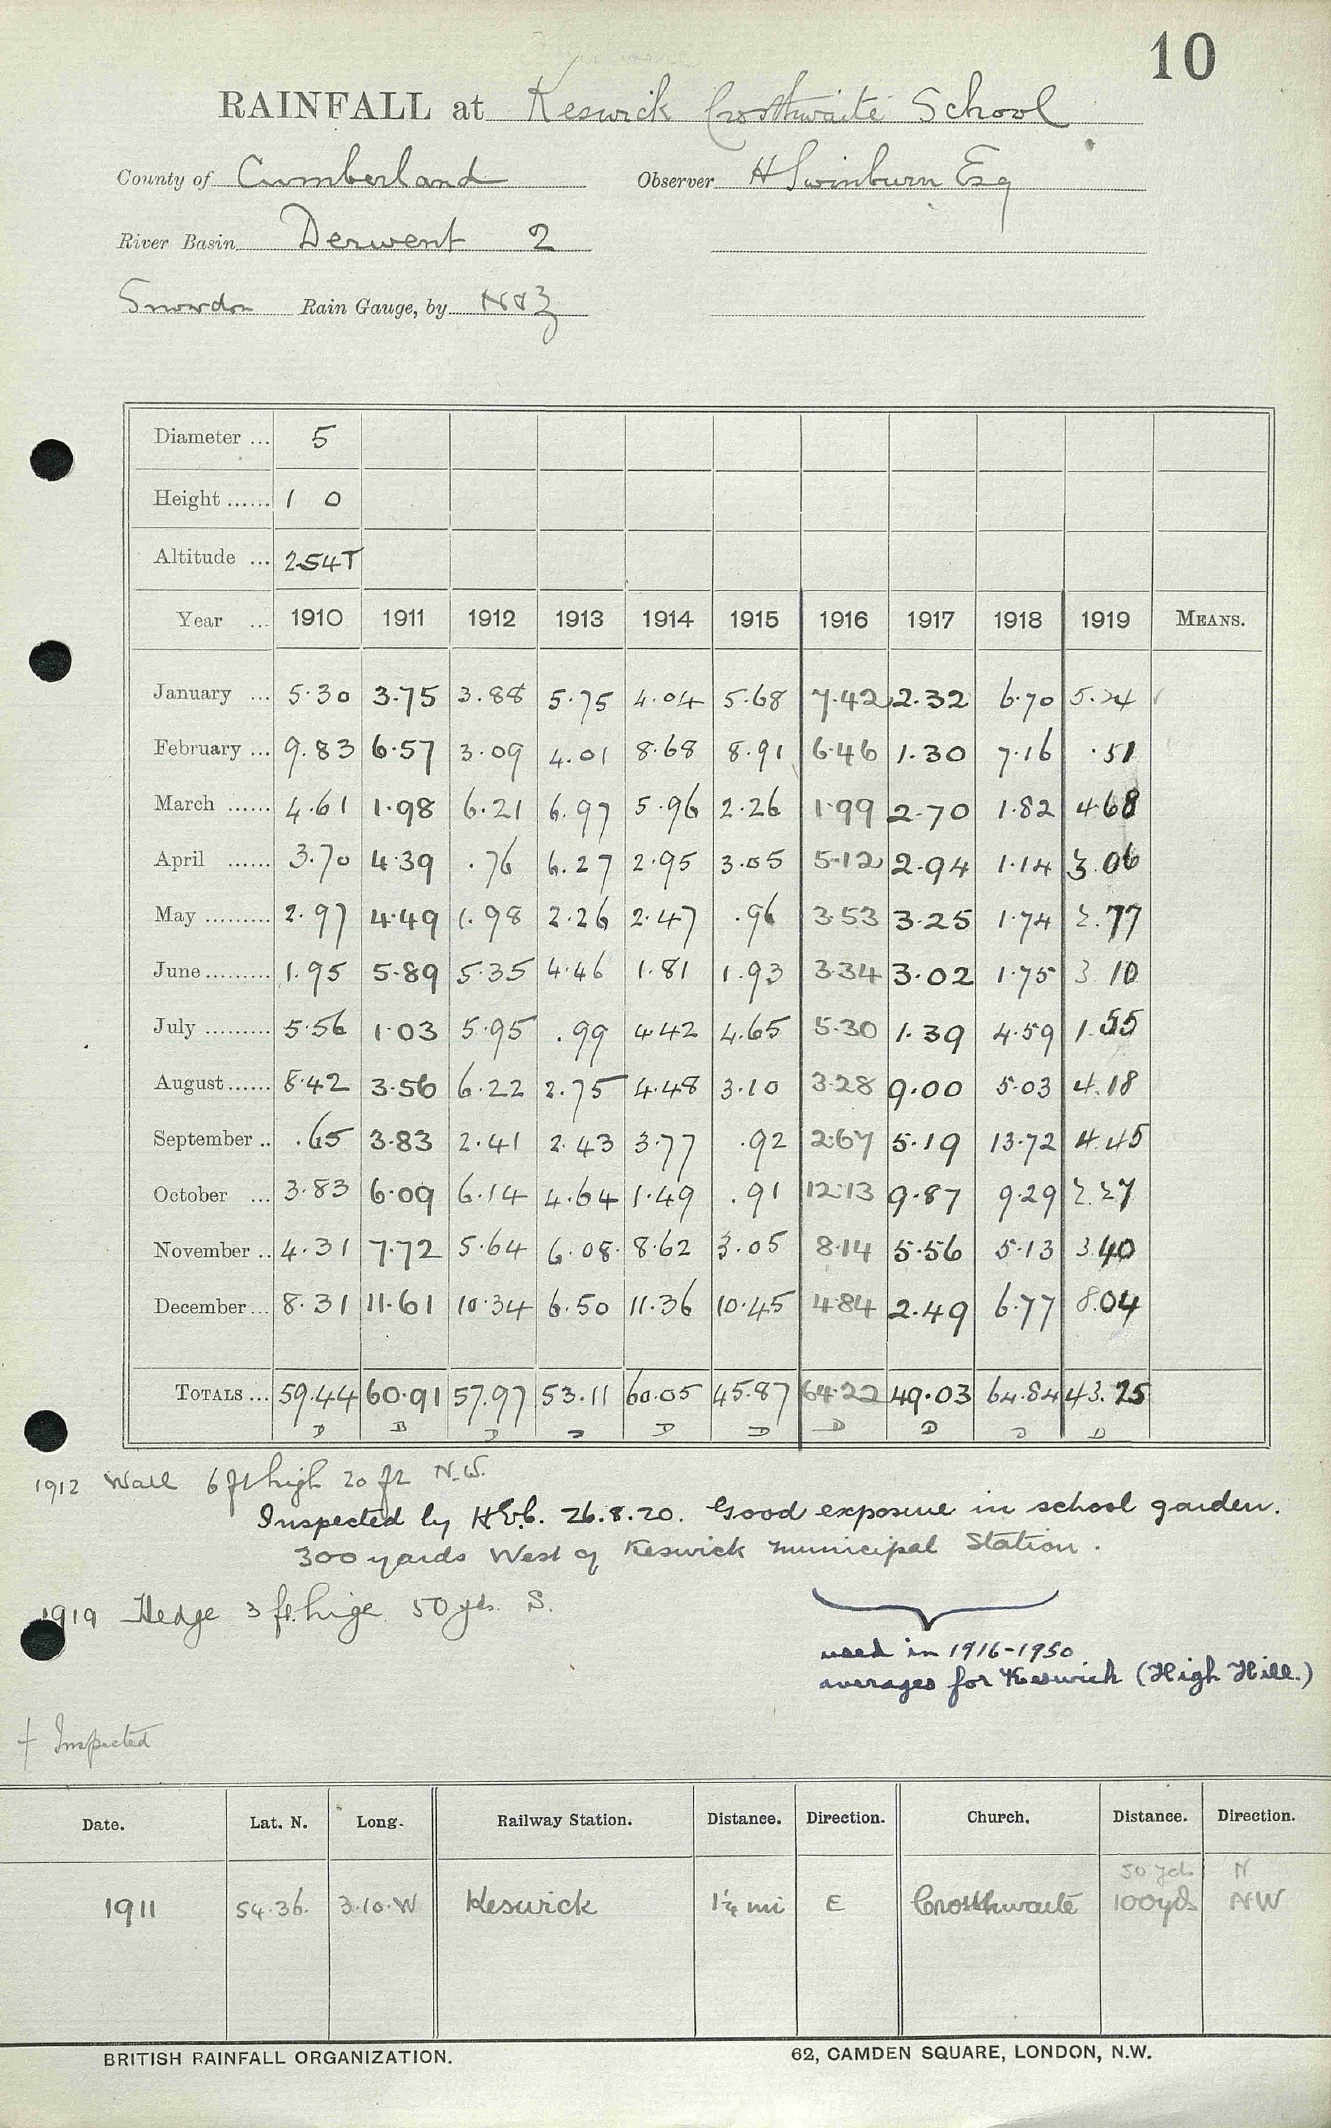 10
RAINFALL at Keswick Crosthwaite School
County of Cumberland Observer H Swinburn Esq
River Basin Derwent 2
Snowdon Rain Gauge, by N&Z
Diameter ... 5
Height ...... 1 0
Altitude ... 254T
Year ... 1910 1911 1912 1913 1914 1915 1916 1917 1918 1919 MEANS.
January ... 5.30 3.75 3.88 5.75 4.04 5.68 7.42 2.32 6.70 5.24
February ... 9.83 6.57 3.09 4.01 8.68 8.91 6.46 1.30 7.16 .51
March ...... 4.61 1.98 6.21 6.97 5.96 2.26 1.99 2.70 1.82 4.68
April ...... 3.70 4.39 .76 6.27 2.95 3.05 5.12 2.94 1.14 3.06
May ......... 2.97 4.49 1.98 2.26 2.47 .96 3.53 3.25 1.74 2.77
June ......... 1.95 5.89 5.35 4.46 1.81 1.93 3.34 3.02 1.75 3.10
July ......... 5.56 1.03 5.95 .99 4.42 4.65 5.30 1.39 4.59 1.55
August ...... 8.42 3.56 6.22 2.75 4.48 3.10 3.28 9.00 5.03 4.18
September .. .65 3.83 2.41 2.43 3.77 .92 2.67 5.19 13.72 4.45
October ... 3.83 6.09 6.14 4.64 1.49 .91 12.13 9.87 9.29 2.27
November .. 4.31 7.72 5.64 6.08 8.62 3.05 8.14 5.56 5.13 3.40
December ... 8.31 11.61 10.34 6.50 11.36 10.45 4.84 2.49 6.77 8.04
TOTALS ... 59.44 60.91 57.97 53.11 60.05 45.87 64.22 49.03 64.84 43.25
D B D D D D D D D D
1912 Wall 6 ft high 20 ft N.W.
Inspected by 26.8.20. Good exposure in school garden.
300 yards West of Keswick Municipal Station.
1919 Hedge 3 ft. high 50 yds. S.
used in 1916-1950
averages for Keswick (High Hill.)
† Inspected
Date. Lat. N. Long. Railway Station. Distance. Direction. Church. Distance. Direction.
50 yds N
1911 54.36. 3.10.W Keswick 1¼ mi E Crosthwaite 100yds NW
BRITISH RAINFALL ORGANIZATION. 62, CAMDEN SQUARE, LONDON, N.W.